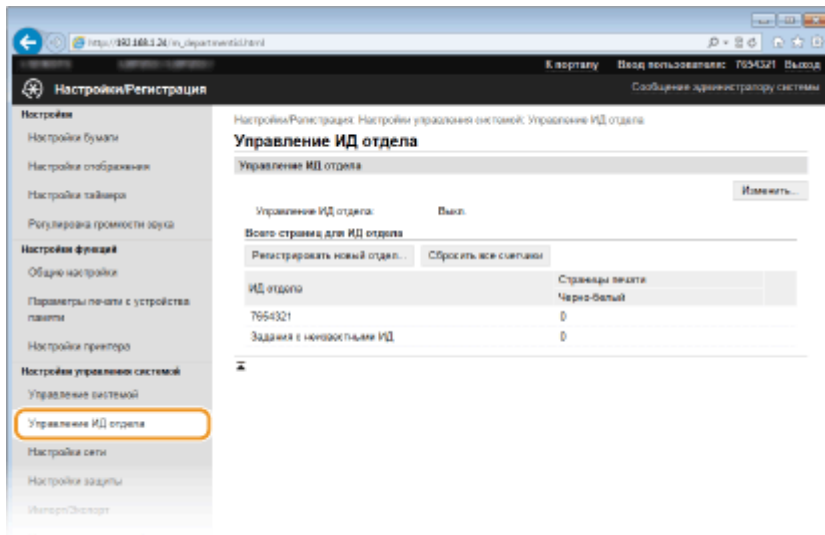 http://192.168.1.24/m_departmentid.html
К порталу Ввод пользователя: 7654321 Выход
Настройки/Регистрация
Сообщение администратору системы
Настройки
Настройки бумаги
Настройки отображения
Настройки таймера
Регулировка громкости звука
Настройки функций
Общие настройки
Параметры печати с устройства памяти
Настройки принтера
Настройки управления системой
Управление системой
Управление ИД отдела
Настройки сети
Настройки защиты
Импорт/Экспорт
Настройки/Регистрация: Настройки управления системой: Управление ИД отдела
Управление ИД отдела
Управление ИД отдела
Изменить...
Управление ИД отдела: Выкл.
Всего страниц для ИД отдела
Регистрировать новый отдел... Сбросить все счетчики
ИД отдела
Страницы печати
Черно-белый
7654321 0
Задания с неизвестными ИД 0